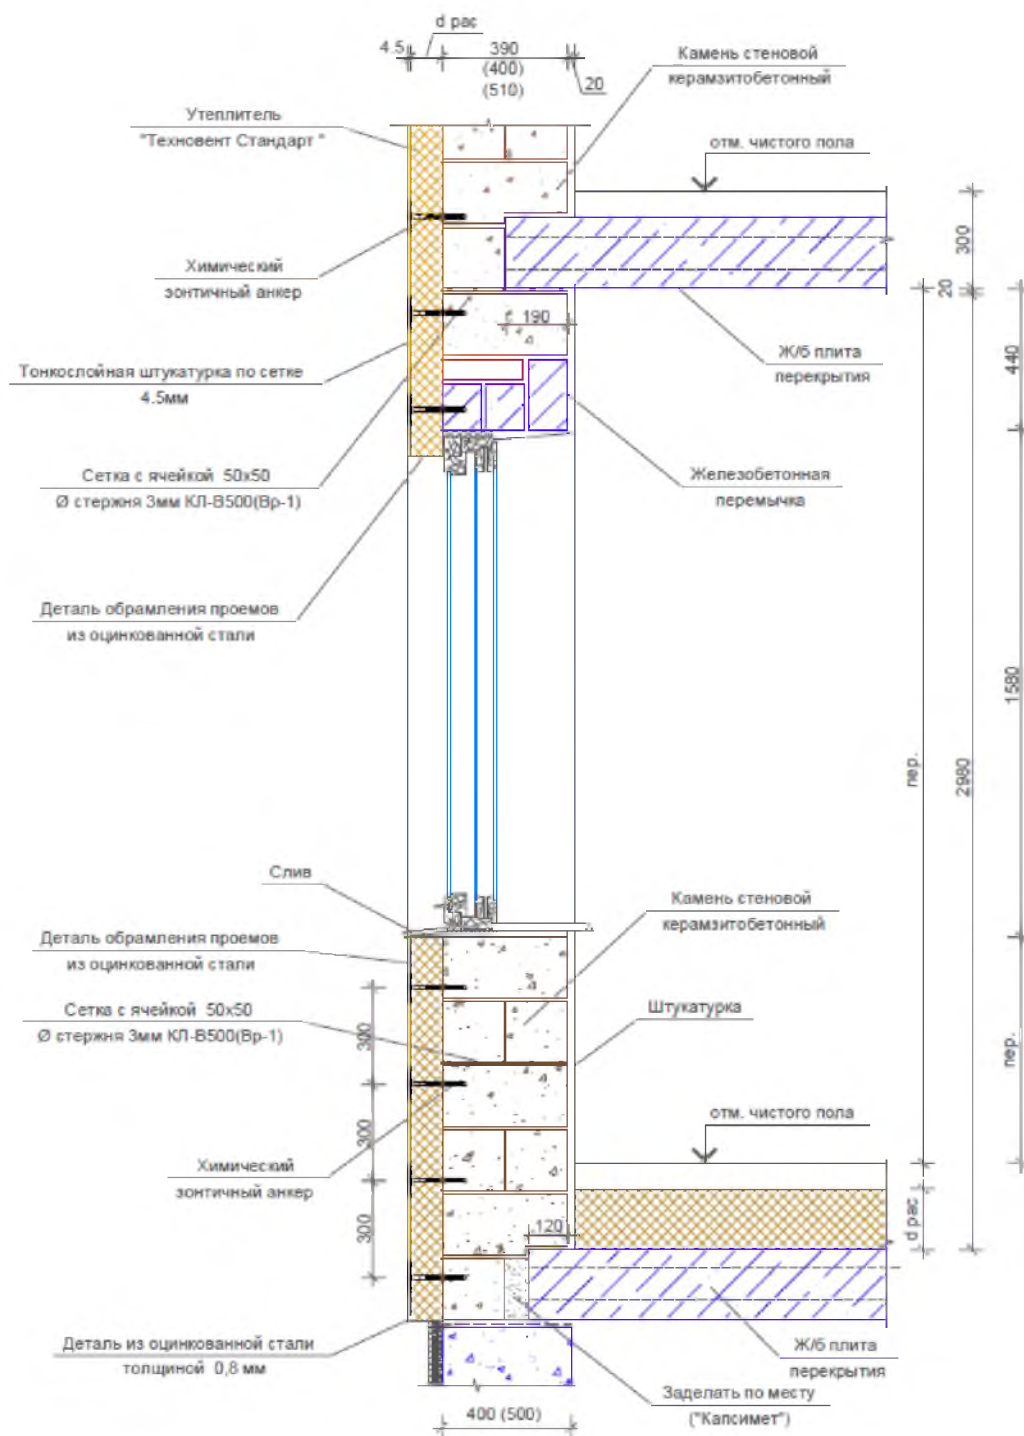 d рас
4.5
390
(400)
(510)
20
Камень стеновой
керамзитобетонный
Утеплитель
"Техновент Стандарт "
отм. чистого пола
300
Химический
зонтичный анкер
20
190
440
Ж/б плита
перекрытия
Тонкослойная штукатурка по сетке
4.5мм
Сетка с ячейкой 50х50
Ø стержня 3мм КЛ-В500(Вр-1)
Железобетонная
перемычка
Деталь обрамления проемов
из оцинкованной стали
1580
пер.
2980
Слив
Камень стеновой
керамзитобетонный
Деталь обрамления проемов
из оцинкованной стали
Сетка с ячейкой 50х50
Ø стержня 3мм КЛ-В500(Вр-1)
Штукатурка
300
пер.
отм. чистого пола
300
Химический
зонтичный анкер
300
120
d рас
Деталь из оцинкованной стали
толщиной 0,8 мм
Ж/б плита
перекрытия
Заделать по месту
("Капсимет")
400 (500)